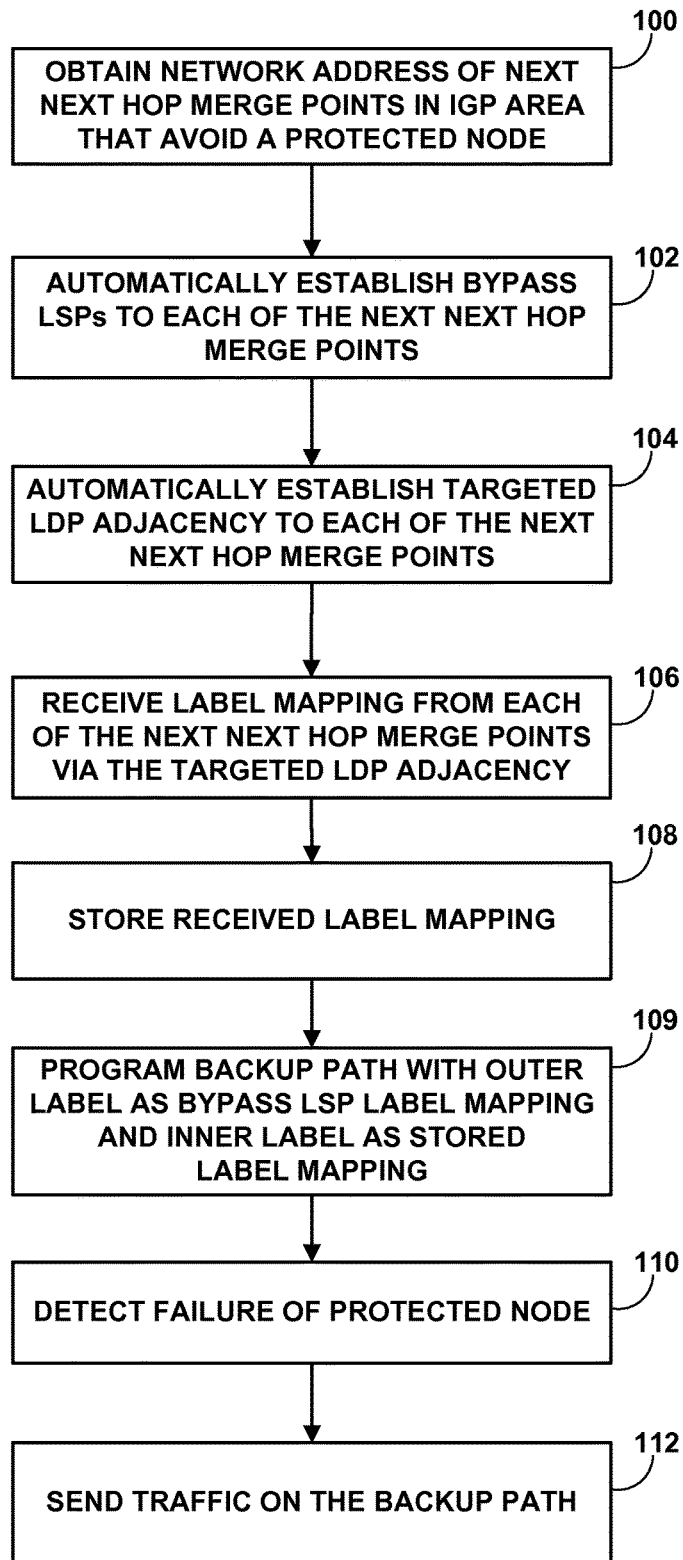 100
OBTAIN NETWORK ADDRESS OF NEXT
NEXT HOP MERGE POINTS IN IGP AREA
THAT AVOID A PROTECTED NODE
102
AUTOMATICALLY ESTABLISH BYPASS
LSPs TO EACH OF THE NEXT NEXT HOP
MERGE POINTS
104
AUTOMATICALLY ESTABLISH TARGETED
LDP ADJACENCY TO EACH OF THE NEXT
NEXT HOP MERGE POINTS
106
RECEIVE LABEL MAPPING FROM EACH
OF THE NEXT NEXT HOP MERGE POINTS
VIA THE TARGETED LDP ADJACENCY
108
STORE RECEIVED LABEL MAPPING
109
PROGRAM BACKUP PATH WITH OUTER
LABEL AS BYPASS LSP LABEL MAPPING
AND INNER LABEL AS STORED
LABEL MAPPING
110
DETECT FAILURE OF PROTECTED NODE
112
SEND TRAFFIC ON THE BACKUP PATH